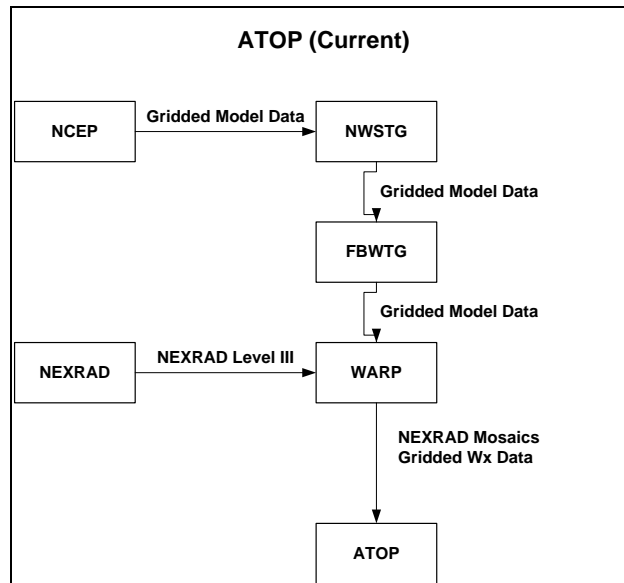 ATOP (Current)
NCEP
Gridded Model Data
NWSTG
Gridded Model Data
FBWTG
Gridded Model Data
NEXRAD
NEXRAD Level III
WARP
NEXRAD Mosaics
Gridded Wx Data
ATOP